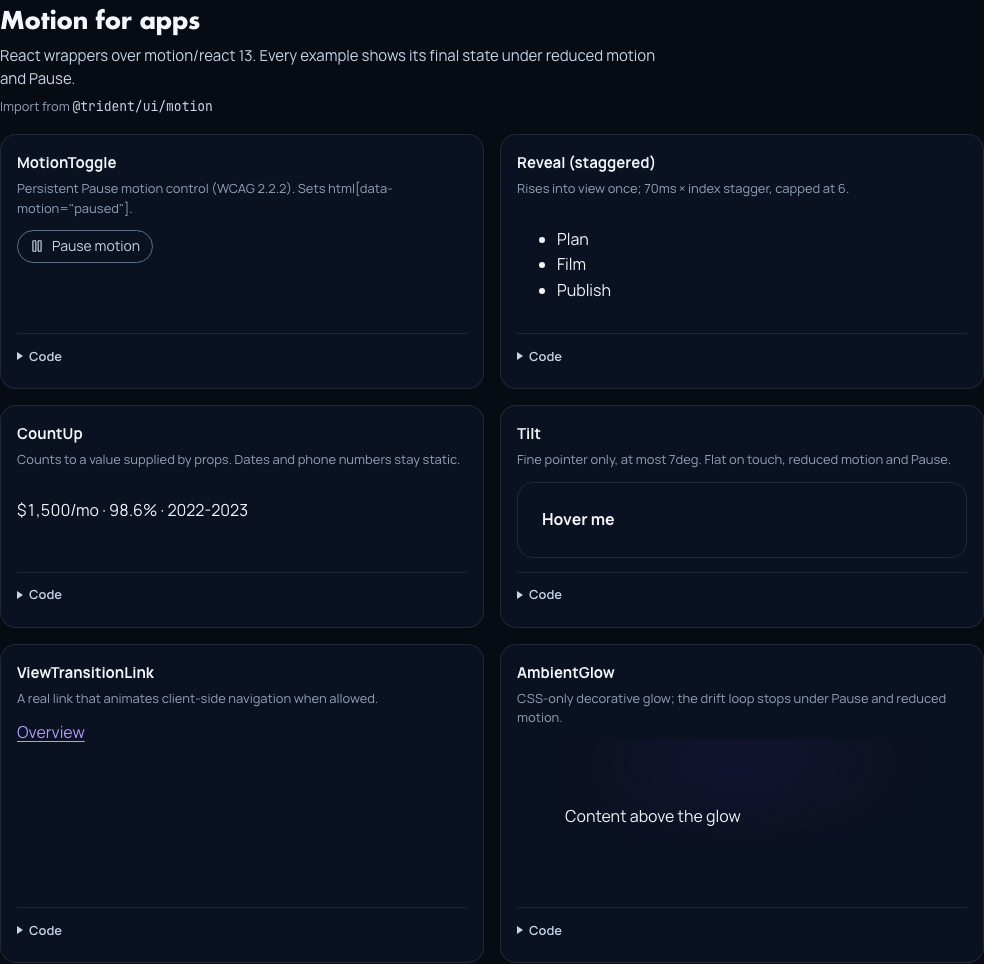 Motion for apps
React wrappers over motion/react 13. Every example shows its final state under reduced motion
and Pause.
Import from @trident/ui/motion
MotionToggle
Persistent Pause motion control (WCAG 2.2.2). Sets html[data-
motion="paused"].
Pause motion
Code
Reveal (staggered)
Rises into view once; 70ms × index stagger, capped at 6.
Plan
Film
Publish
Code
CountUp
Counts to a value supplied by props. Dates and phone numbers stay static.
$1,500/mo · 98.6% · 2022-2023
Code
Tilt
Fine pointer only, at most 7deg. Flat on touch, reduced motion and Pause.
Hover me
Code
ViewTransitionLink
A real link that animates client-side navigation when allowed.
Overview
Code
AmbientGlow
CSS-only decorative glow; the drift loop stops under Pause and reduced
motion.
Content above the glow
Code